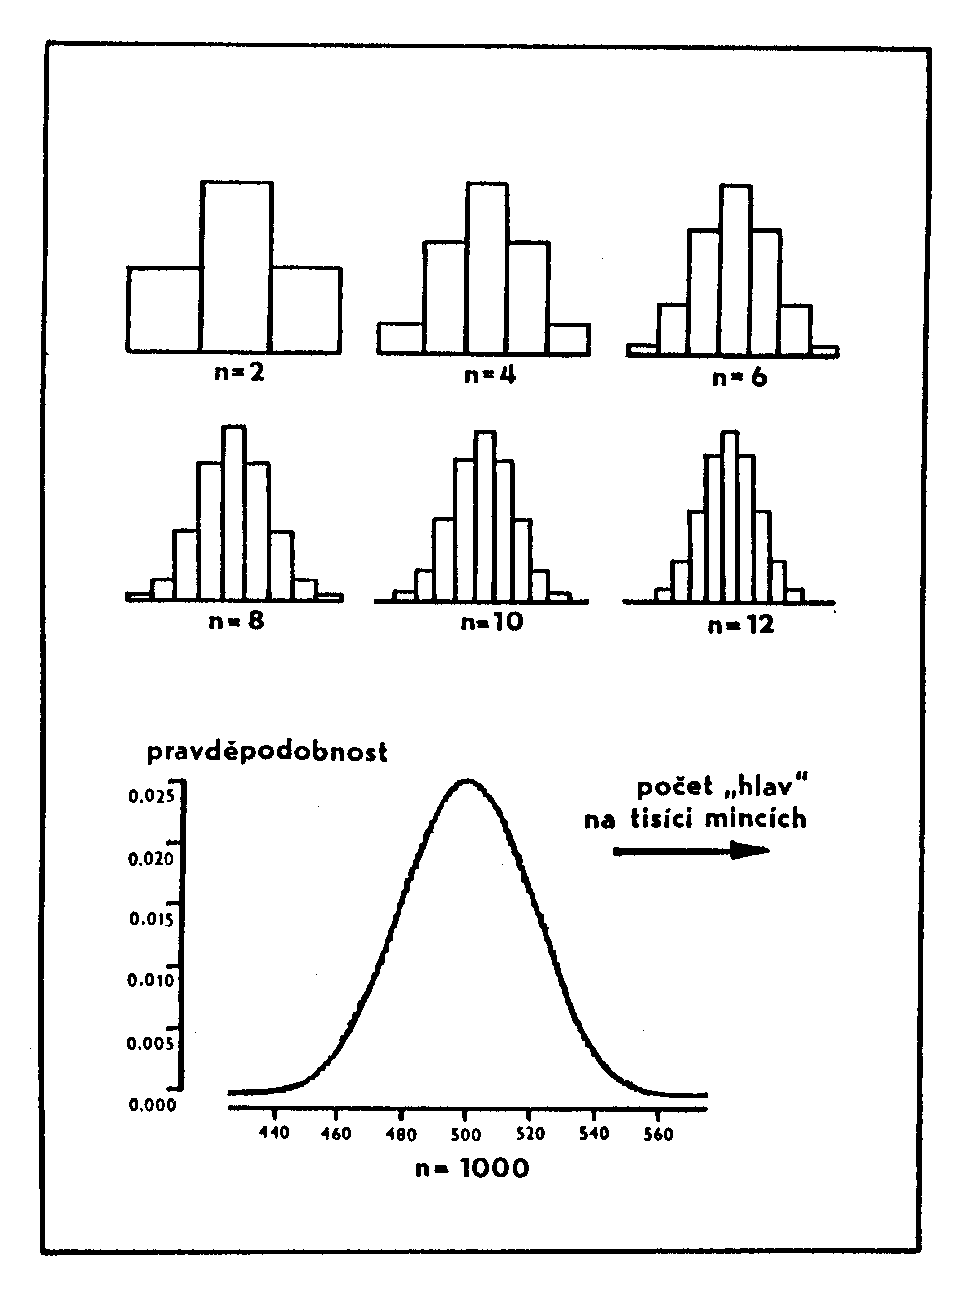 n=2
n=4
n=6
n=8
n=10
n=12
pravděpodobnost
počet „hlav“
na tisíci mincích
0.025
0.020
0.015
0.010
0.005
0.000
440 460 480 500 520 540 560
n=1000